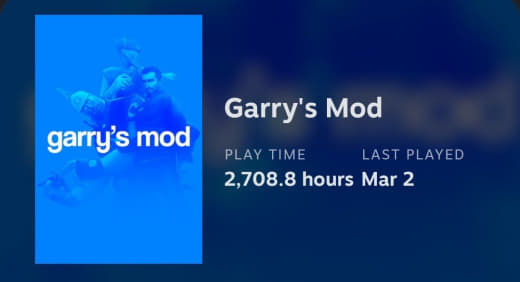 garry's mod
Garry's Mod
PLAY TIME LAST PLAYED
2,708.8 hours Mar 2